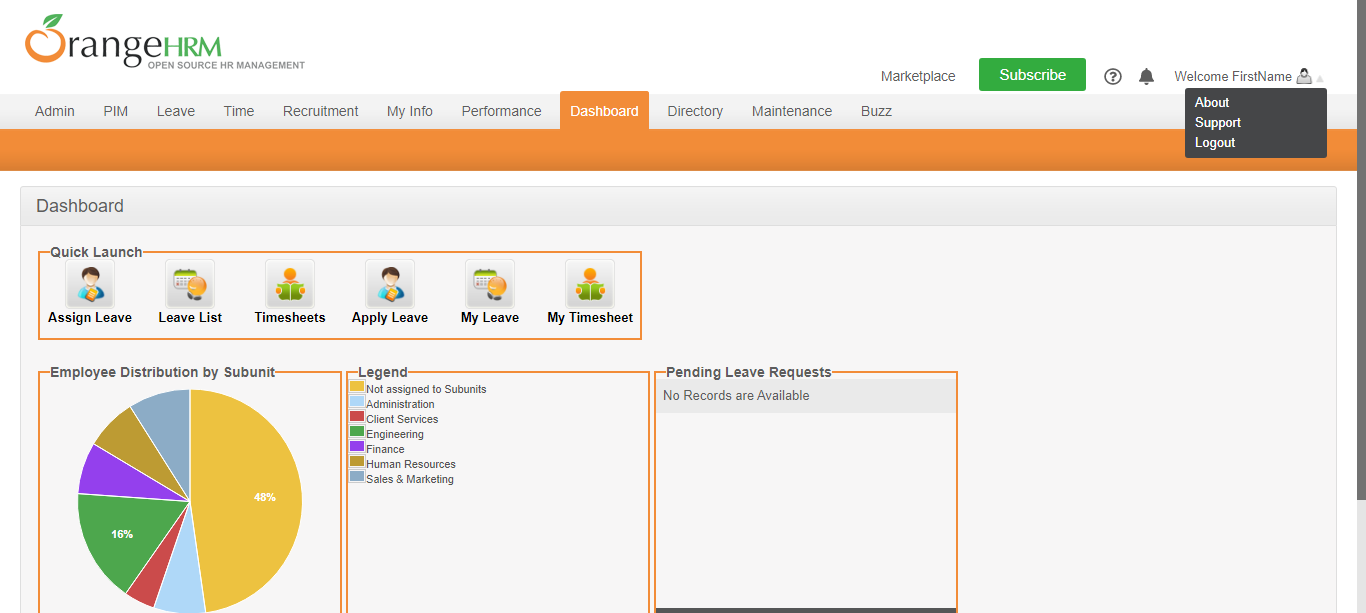 OrangeHRM
OPEN SOURCE HR MANAGEMENT
Marketplace Subscribe ? Welcome FirstName
About
Support
Logout
Admin PIM Leave Time Recruitment My Info Performance Dashboard Directory Maintenance Buzz
Dashboard
Quick Launch
Assign Leave Leave List Timesheets Apply Leave My Leave My Timesheet
Employee Distribution by Subunit
48%
16%
Legend
Not assigned to Subunits
Administration
Client Services
Engineering
Finance
Human Resources
Sales & Marketing
Pending Leave Requests
No Records are Available